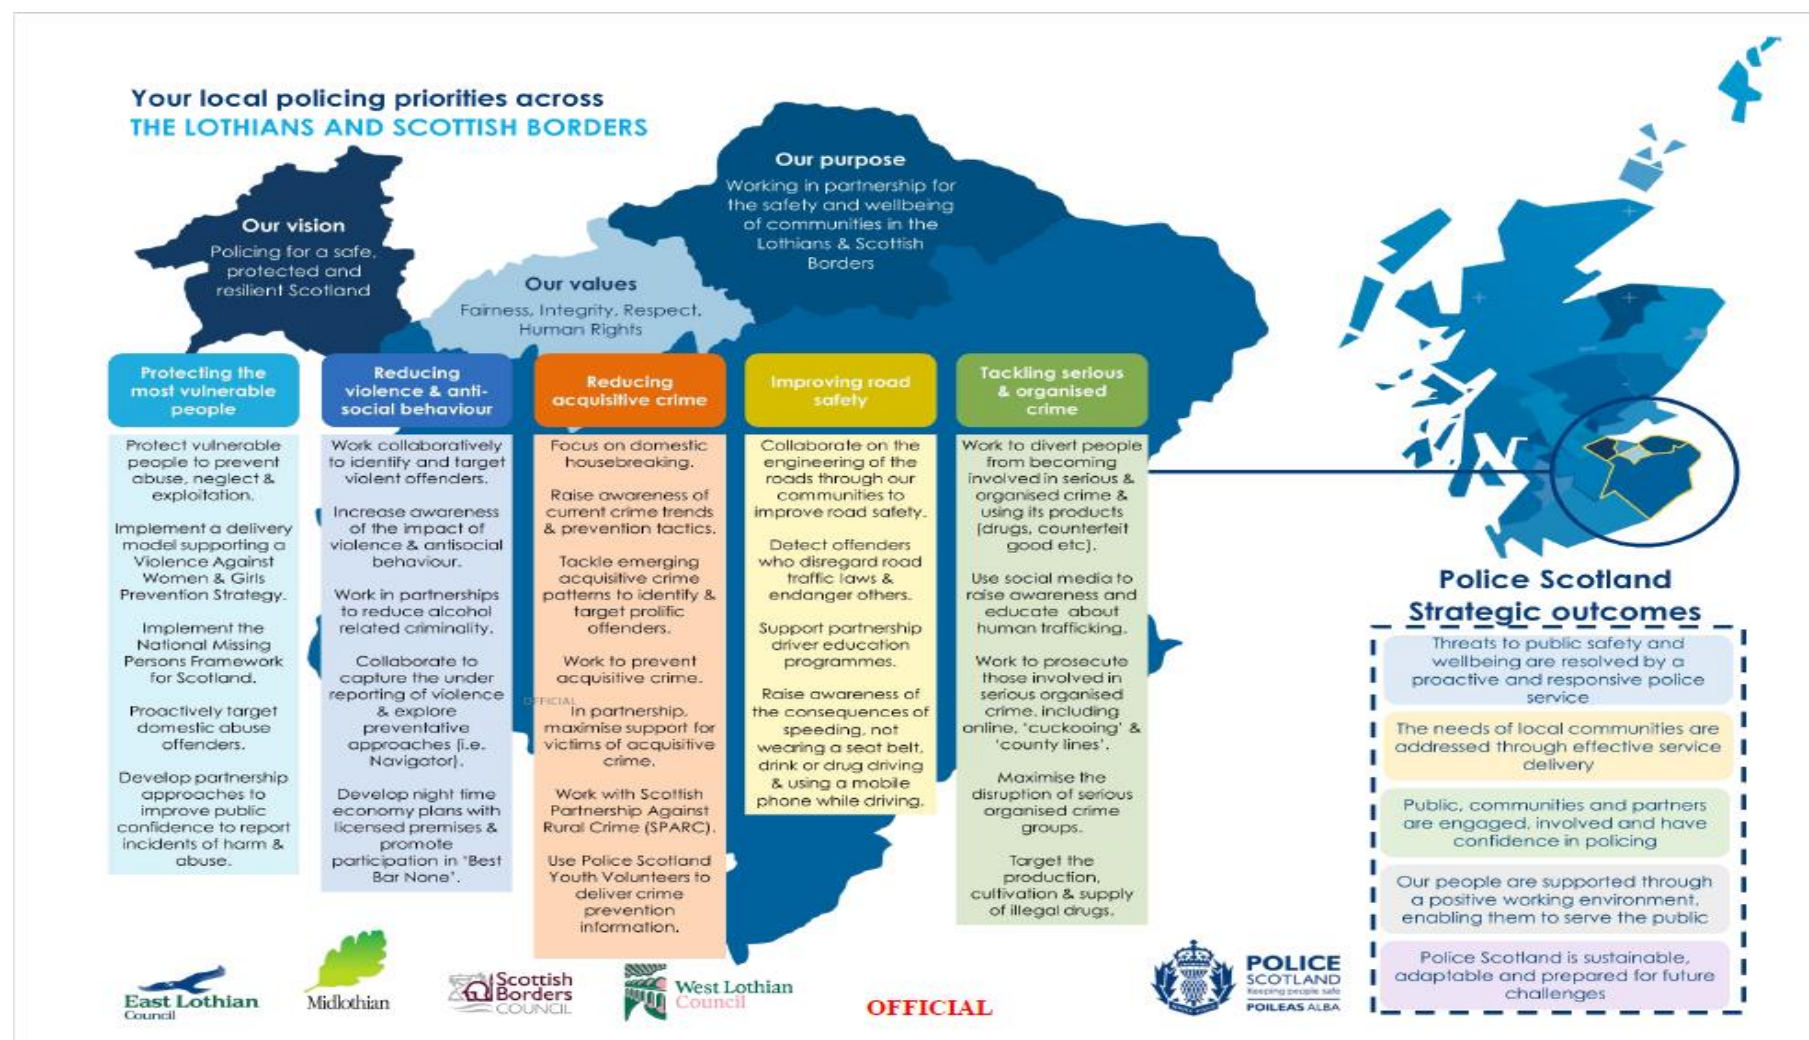 Your local policing priorities across
THE LOTHIANS AND SCOTTISH BORDERS
Our vision
Policing for a safe,
protected and
resilient Scotland
Our values
Fairness, Integrity, Respect,
Human Rights
Our purpose
Working in partnership for
the safety and wellbeing
of communities in the
Lothians & Scottish
Borders
Protecting the
most vulnerable
people
Protect vulnerable
people to prevent
abuse, neglect &
exploitation.
Implement a delivery
model supporting a
Violence Against
Women & Girls
Prevention Strategy.
Implement the
National Missing
Persons Framework
for Scotland.
Proactively target
domestic abuse
offenders.
Develop partnership
approaches to
improve public
confidence to report
incidents of harm &
abuse.
Reducing
violence & anti-
social behaviour
Work collaboratively
to identify and target
violent offenders.
Increase awareness
of the impact of
violence & antisocial
behaviour.
Work in partnerships
to reduce alcohol
related criminality.
Collaborate to
capture the under
reporting of violence
& explore
preventative
approaches (i.e.
Navigator).
Develop night time
economy plans with
licensed premises &
promote
participation in 'Best
Bar None'.
Reducing
acquisitive crime
Focus on domestic
housebreaking.
Raise awareness of
current crime trends
& prevention tactics.
Tackle emerging
acquisitive crime
patterns to identify &
target prolific
offenders.
Work to prevent
acquisitive crime.
OFFICIAL
In partnership,
maximise support for
victims of acquisitive
crime.
Work with Scottish
Partnership Against
Rural Crime (SPARC).
Use Police Scotland
Youth Volunteers to
deliver crime
prevention
information.
Improving road
safety
Collaborate on the
engineering of the
roads through our
communities to
improve road safety.
Detect offenders
who disregard road
traffic laws &
endanger others.
Support partnership
driver education
programmes.
Raise awareness of
the consequences of
speeding, not
wearing a seat belt,
drink or drug driving
& using a mobile
phone while driving.
Tackling serious
& organised
crime
Work to divert people
from becoming
involved in serious &
organised crime &
using its products
(drugs, counterfeit
good etc).
Use social media to
raise awareness and
educate about
human trafficking.
Work to prosecute
those involved in
serious organised
crime, including
online, 'cuckooing' &
'county lines'.
Maximise the
disruption of serious
organised crime
groups.
Target the
production,
cultivation & supply
of illegal drugs.
Police Scotland
Strategic outcomes
Threats to public safety and
wellbeing are resolved by a
proactive and responsive police
service
The needs of local communities are
addressed through effective service
delivery
Public, communities and partners
are engaged, involved and have
confidence in policing
Our people are supported through
a positive working environment,
enabling them to serve the public
Police Scotland is sustainable,
adaptable and prepared for future
challenges
East Lothian
Council
Midlothian
Scottish
Borders
COUNCIL
West Lothian
Council
OFFICIAL
POLICE
SCOTLAND
Keeping people safe
POILEAS ALBA